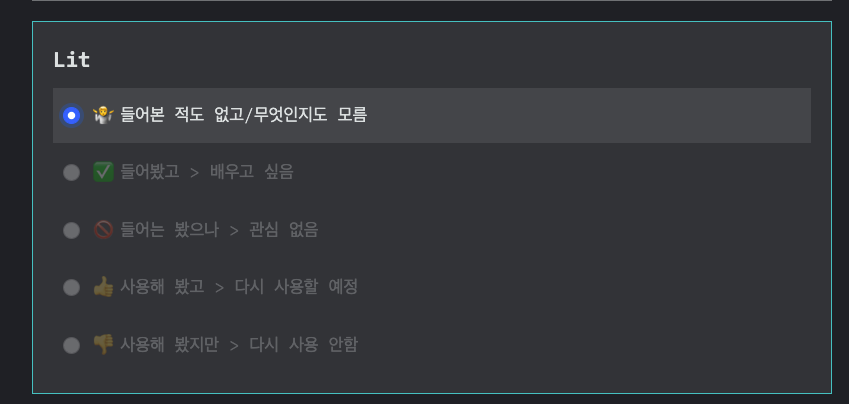 Lit
🤷 들어본 적도 없고/무엇인지도 모름
✅ 들어봤고 > 배우고 싶음
🚫 들어는 봤으나 > 관심 없음
👍 사용해 봤고 > 다시 사용할 예정
👎 사용해 봤지만 > 다시 사용 안함